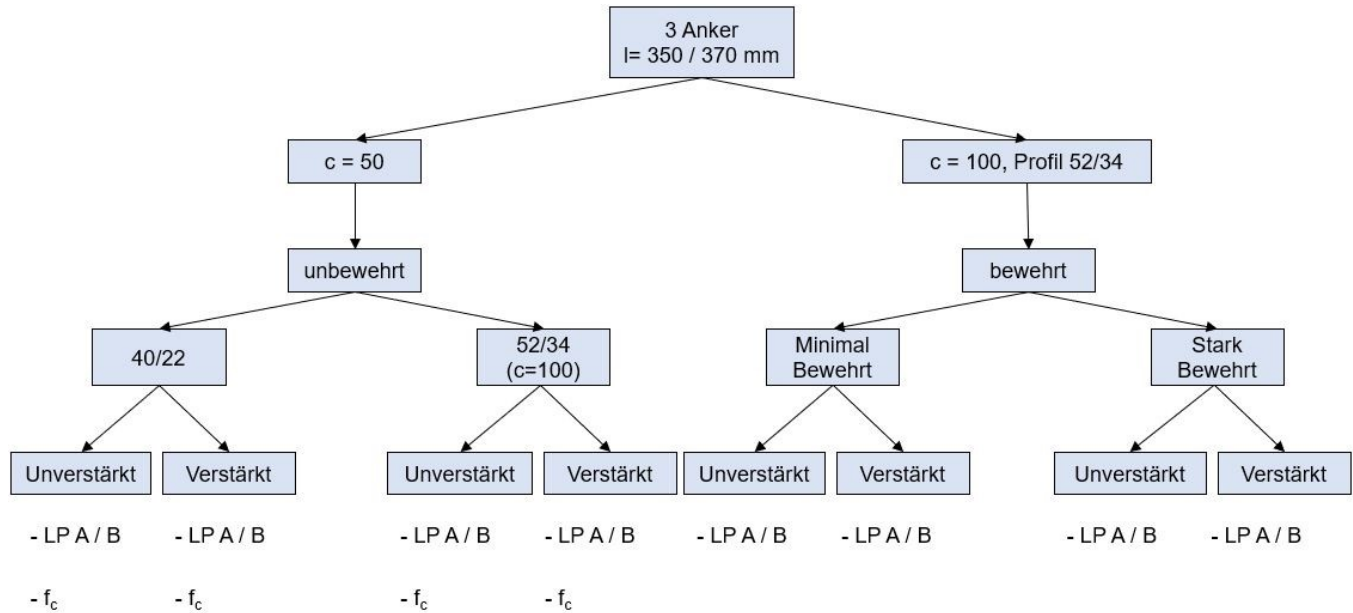 3 Anker
l= 350 / 370 mm
c = 50
c = 100, Profil 52/34
unbewehrt
bewehrt
40/22
52/34
(c=100)
Minimal
Bewehrt
Stark
Bewehrt
Unverstärkt
Verstärkt
Unverstärkt
Verstärkt
Unverstärkt
Verstärkt
Unverstärkt
Verstärkt
- LP A / B
- LP A / B
- LP A / B
- LP A / B
- LP A / B
- LP A / B
- LP A / B
- LP A / B
- fc
- fc
- fc
- fc